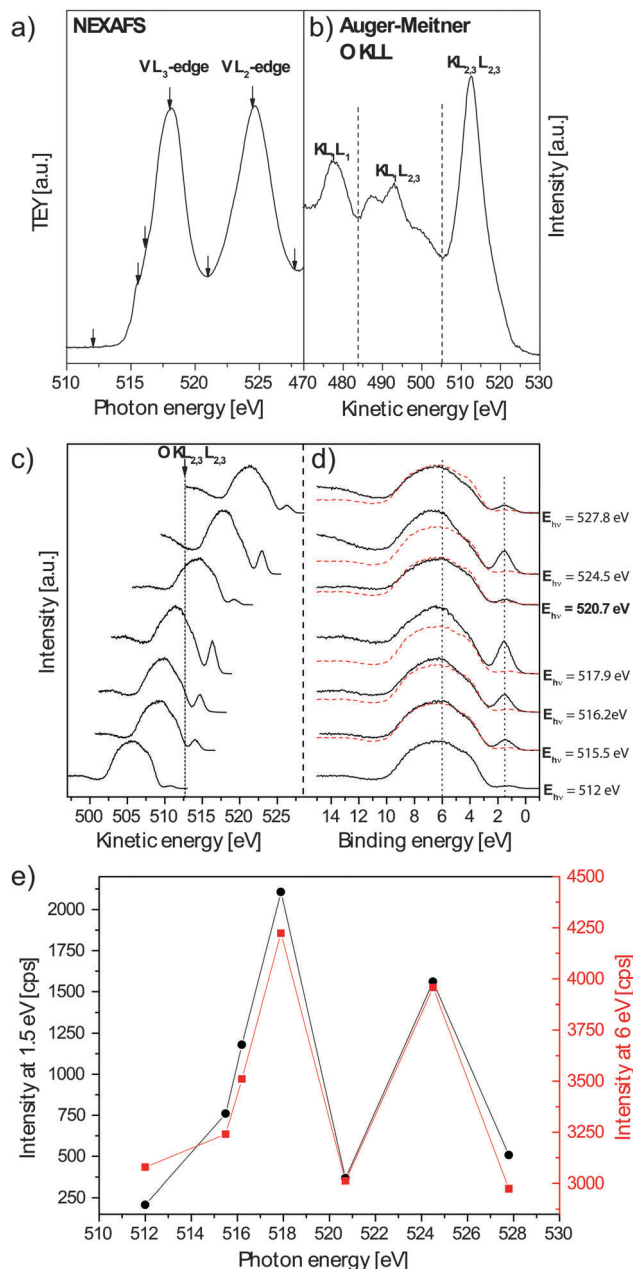 a)
NEXAFS
V L3-edge
V L2-edge
TEY [a.u.]
510
515
520
525
Photon energy [eV]
b)
Auger-Meitner
O KLL
KL2,3L2,3
KL1L1
KL1L2,3
Intensity [a.u.]
470
480
490
500
510
520
530
Kinetic energy [eV]
c)
O KL2,3L2,3
Intensity [a.u.]
500
505
510
515
520
525
Kinetic energy [eV]
d)
Ehν = 527.8 eV
Ehν = 524.5 eV
Ehν = 520.7 eV
Ehν = 517.9 eV
Ehν = 516.2eV
Ehν = 515.5 eV
Ehν = 512 eV
14 12 10 8 6 4 2 0
Binding energy [eV]
e)
Intensity at 1.5 eV [cps]
2000
1750
1500
1250
1000
750
500
250
4500
4250
4000
3750
3500
3250
3000
Intensity at 6 eV [cps]
510 512 514 516 518 520 522 524 526 528 530
Photon energy [eV]